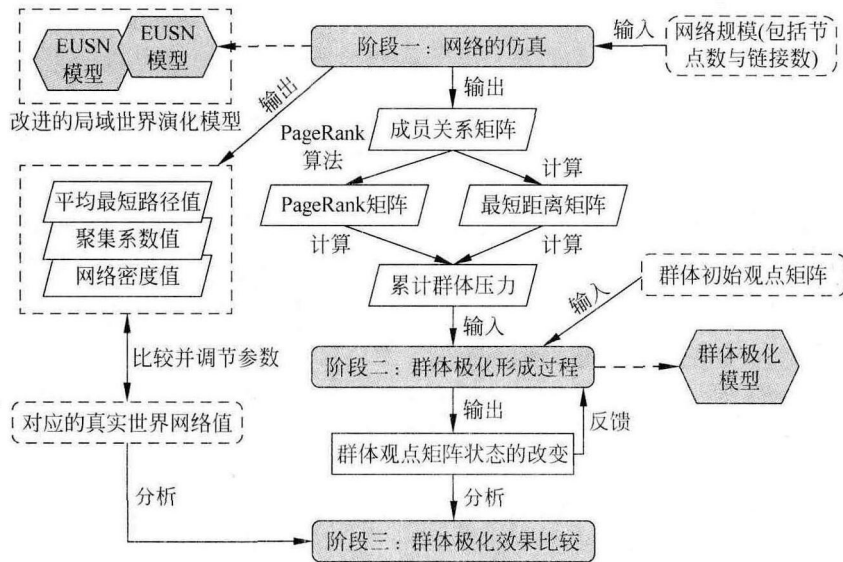 EUSN
模型
EUSN
模型
改进的局域世界演化模型
阶段一：网络的仿真
输入
网络规模(包括节
点数与链接数)
输出
输出
成员关系矩阵
PageRank
算法
计算
PageRank矩阵
最短距离矩阵
计算
计算
累计群体压力
平均最短路径值
聚集系数值
网络密度值
群体初始观点矩阵
输入
输入
比较并调节参数
阶段二：群体极化形成过程
群体极化
模型
对应的真实世界网络值
输出
反馈
群体观点矩阵状态的改变
分析
分析
阶段三：群体极化效果比较